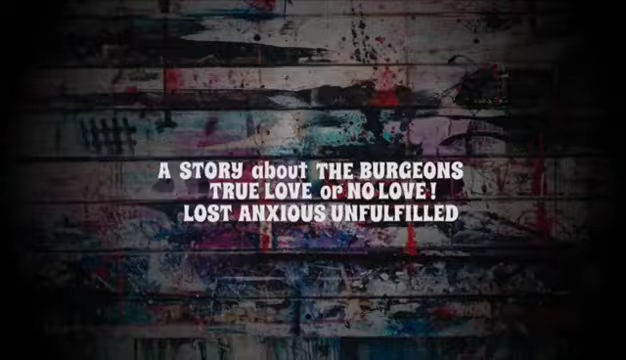 A STORY about THE BURGEONS
TRUE LOVE or NO LOVE!
LOST ANXIOUS UNFULFILLED